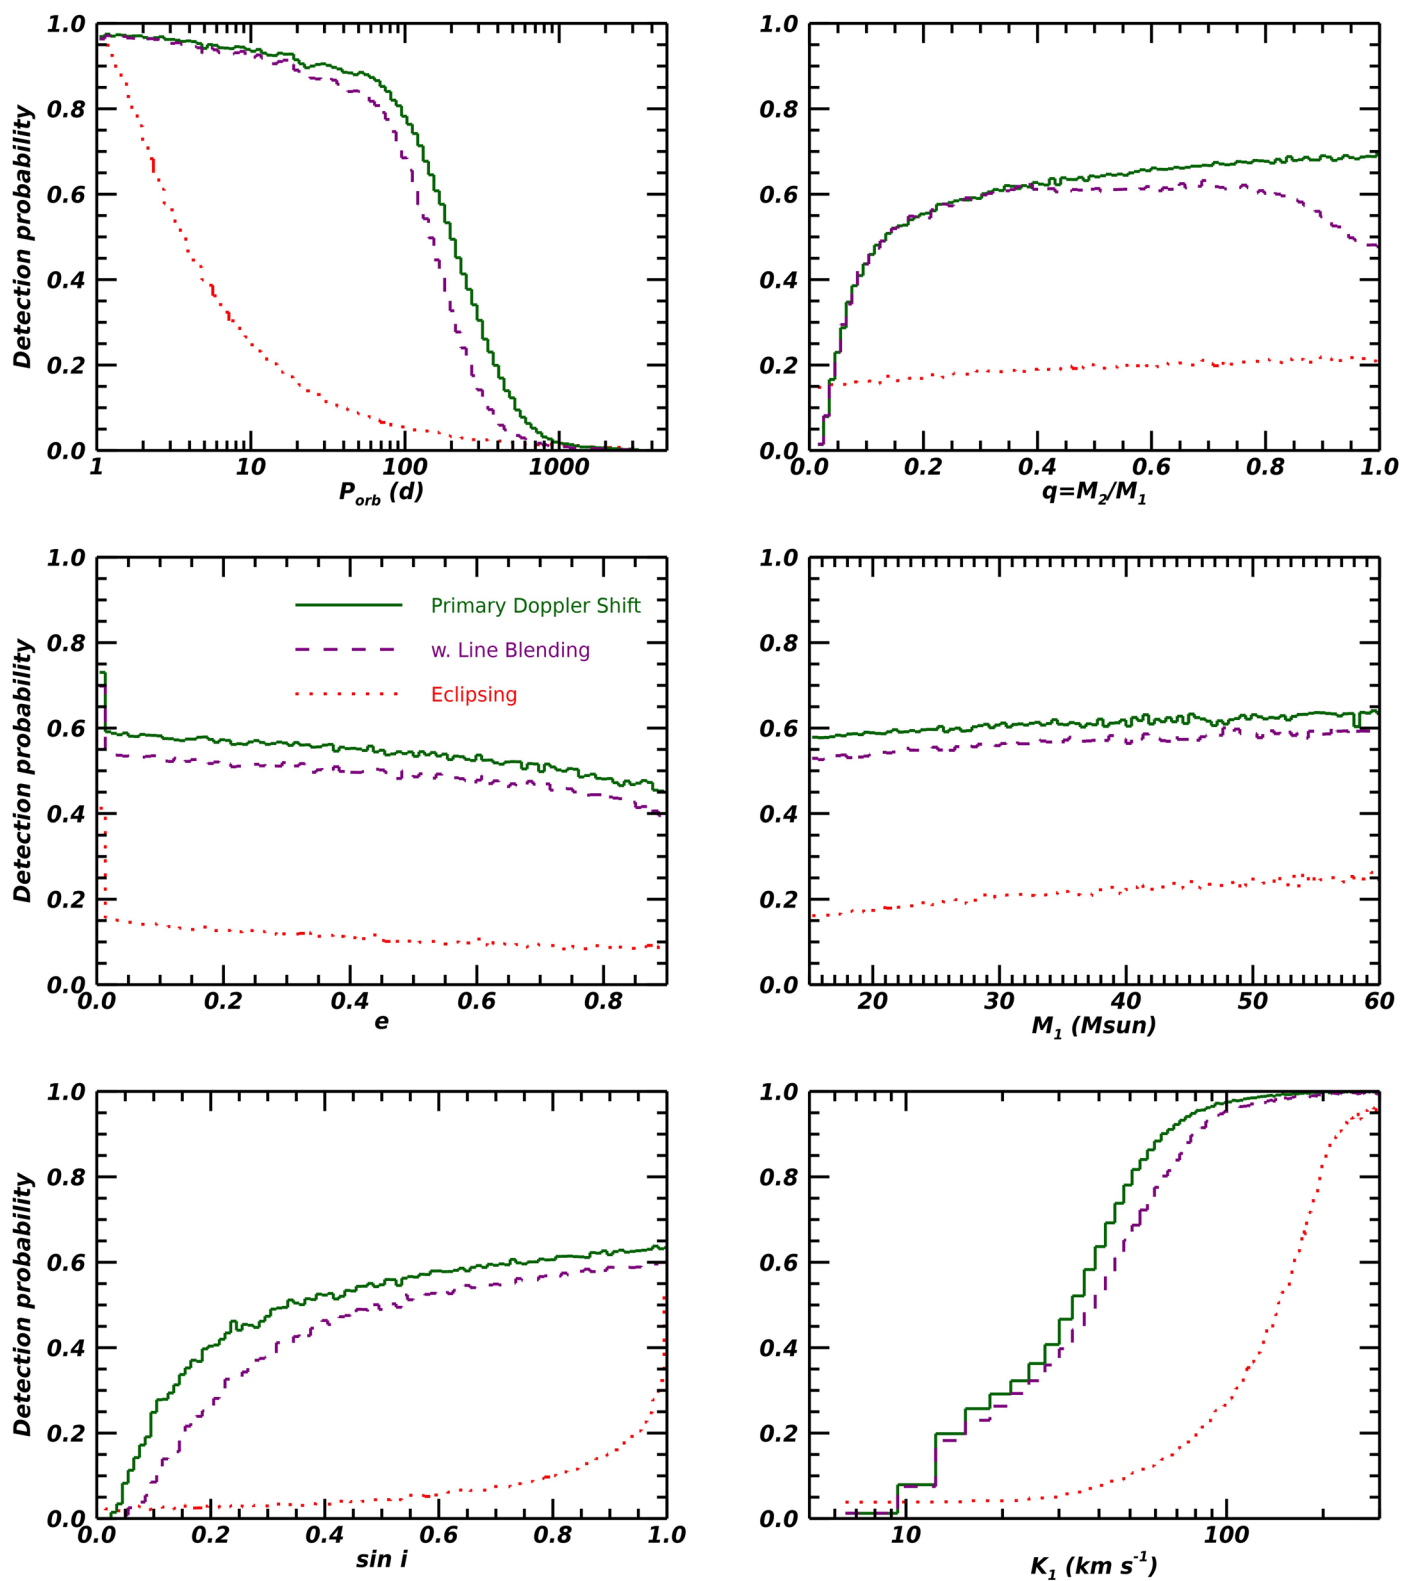 Detection probability
1.0
0.8
0.6
0.4
0.2
0.0
1 10 100 1000
P_orb (d)
1.0
0.8
0.6
0.4
0.2
0.0
0.0 0.2 0.4 0.6 0.8 1.0
q=M_2/M_1
Detection probability
1.0
0.8
0.6
0.4
0.2
0.0
Primary Doppler Shift
w. Line Blending
Eclipsing
0.0 0.2 0.4 0.6 0.8
e
1.0
0.8
0.6
0.4
0.2
0.0
20 30 40 50 60
M_1 (Msun)
Detection probability
1.0
0.8
0.6
0.4
0.2
0.0
0.0 0.2 0.4 0.6 0.8 1.0
sin i
1.0
0.8
0.6
0.4
0.2
0.0
10 100
K_1 (km s^-1)